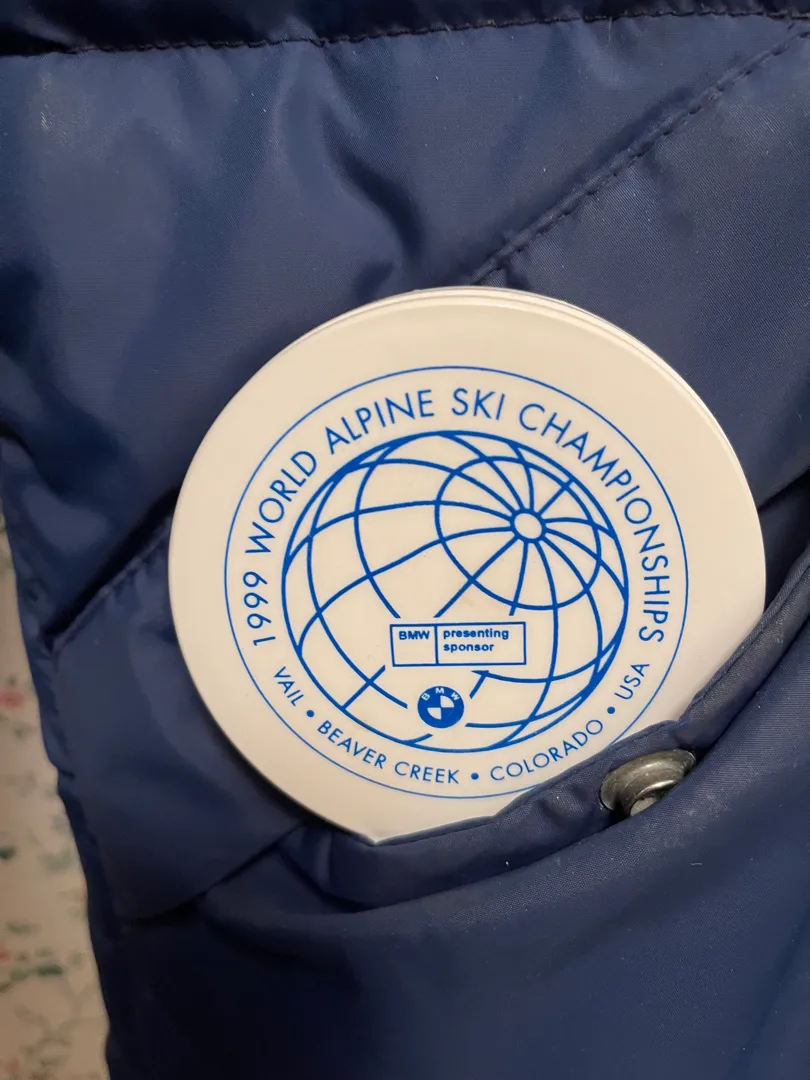 1999 WORLD ALPINE SKI CHAMPIONSHIPS
BMW presenting
sponsor
BMW
VAIL • BEAVER CREEK • COLORADO • USA